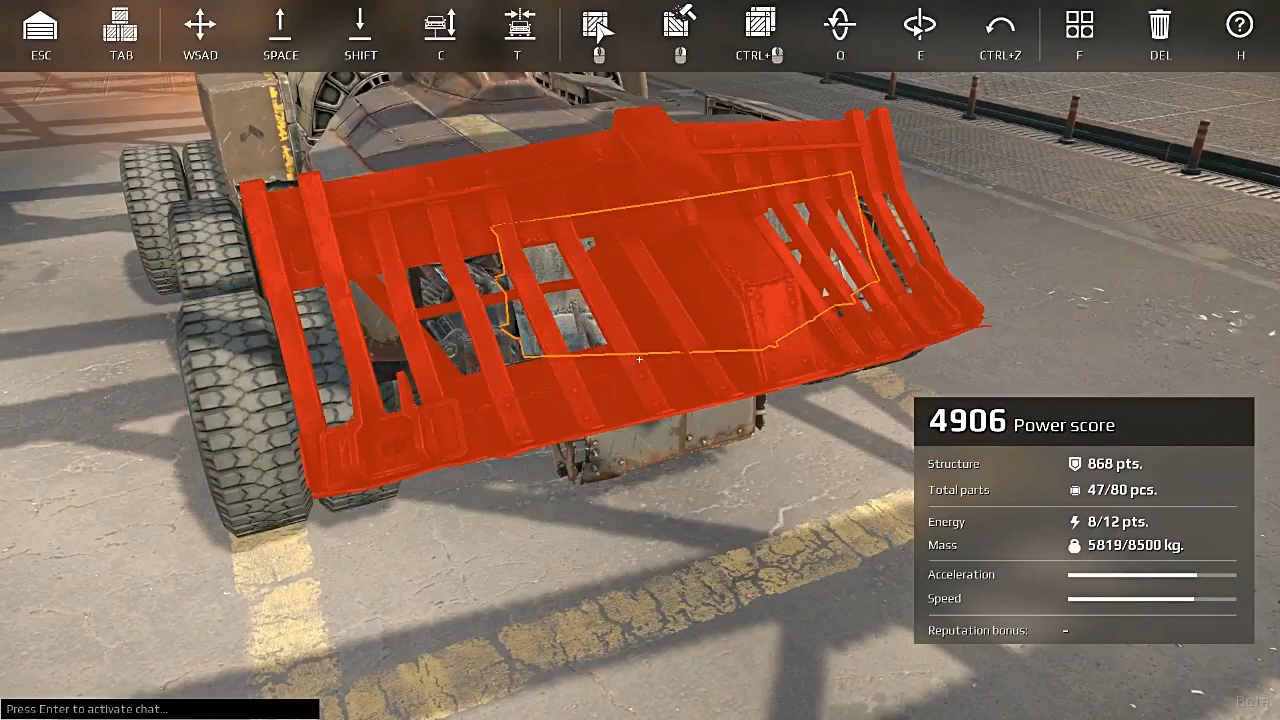 ESC
TAB
WSAD
SPACE
SHIFT
C
T
CTRL+
Q
E
CTRL+Z
F
DEL
? H
4906 Power score
Structure 868 pts.
Total parts 47/80 pcs.
Energy 8/12 pts.
Mass 5819/8500 kg.
Acceleration
Speed
Reputation bonus: -
Press Enter to activate chat...
Beta